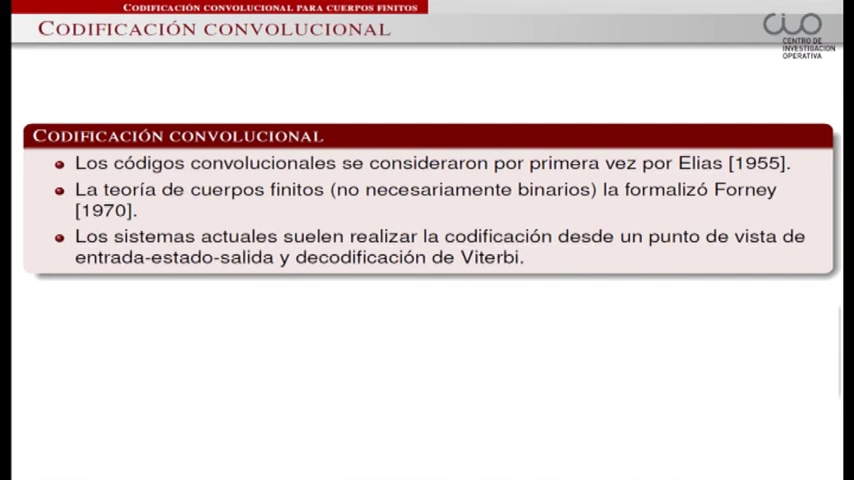 CODIFICACIÓN CONVOLUCIONAL PARA CUERPOS FINITOS
CODIFICACIÓN CONVOLUCIONAL
CIO
CENTRO DE
INVESTIGACIÓN
OPERATIVA
CODIFICACIÓN CONVOLUCIONAL
Los códigos convolucionales se consideraron por primera vez por Elias [1955].
La teoría de cuerpos finitos (no necesariamente binarios) la formalizó Forney
[1970].
Los sistemas actuales suelen realizar la codificación desde un punto de vista de
entrada-estado-salida y decodificación de Viterbi.